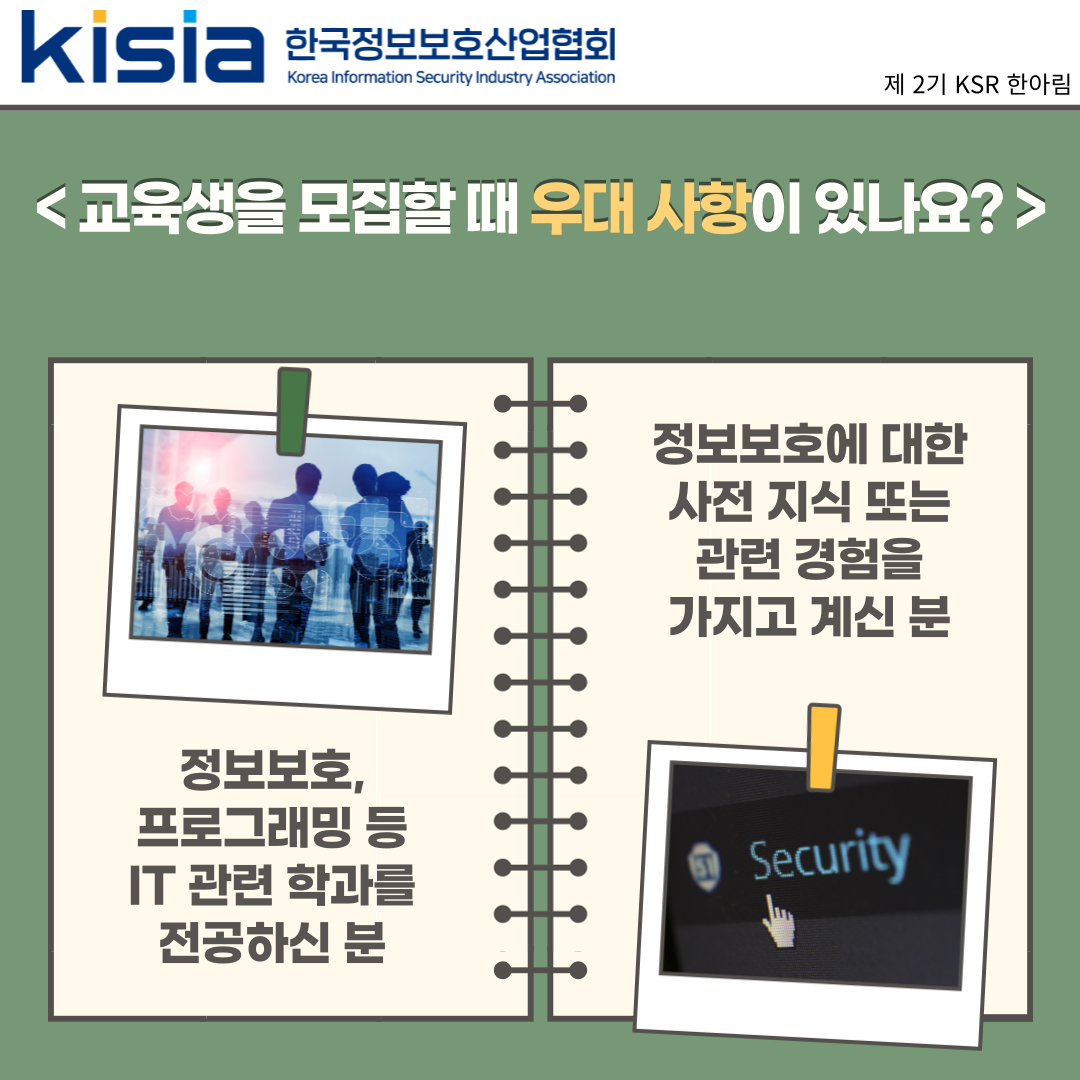 kisia 한국정보보호산업협회
Korea Information Security Industry Association
제 2기 KSR 한아림
< 교육생을 모집할 때 우대 사항이 있나요? >
정보보호,
프로그래밍 등
IT 관련 학과를
전공하신 분
정보보호에 대한
사전 지식 또는
관련 경험을
가지고 계신 분
Security